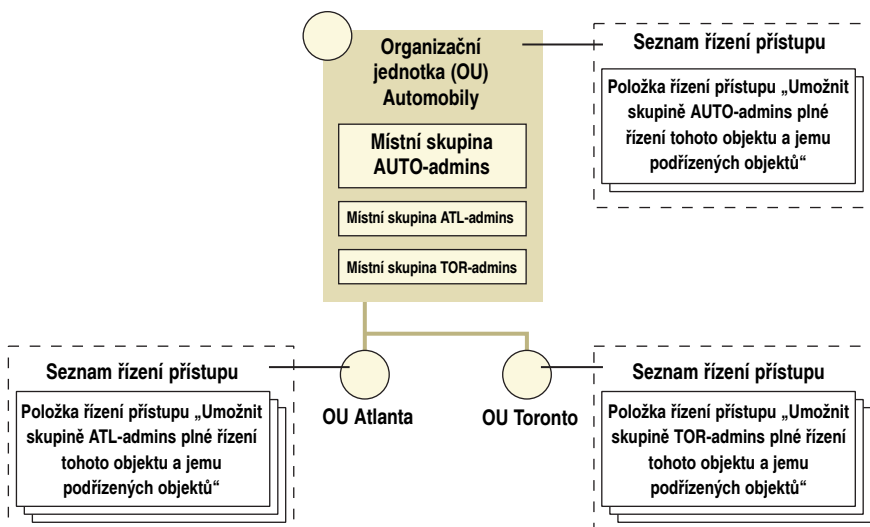 Organizační
jednotka (OU)
Automobily
Místní skupina
AUTO-admins
Místní skupina ATL-admins
Místní skupina TOR-admins
Seznam řízení přístupu
Položka řízení přístupu „Umožnit
skupině AUTO-admins plné
řízení tohoto objektu a jemu
podřízených objektů“
Seznam řízení přístupu
Položka řízení přístupu „Umožnit
skupině ATL-admins plné řízení
tohoto objektu a jemu
podřízených objektů“
OU Atlanta
OU Toronto
Seznam řízení přístupu
Položka řízení přístupu „Umožnit
skupině TOR-admins plné řízení
tohoto objektu a jemu
podřízených objektů“